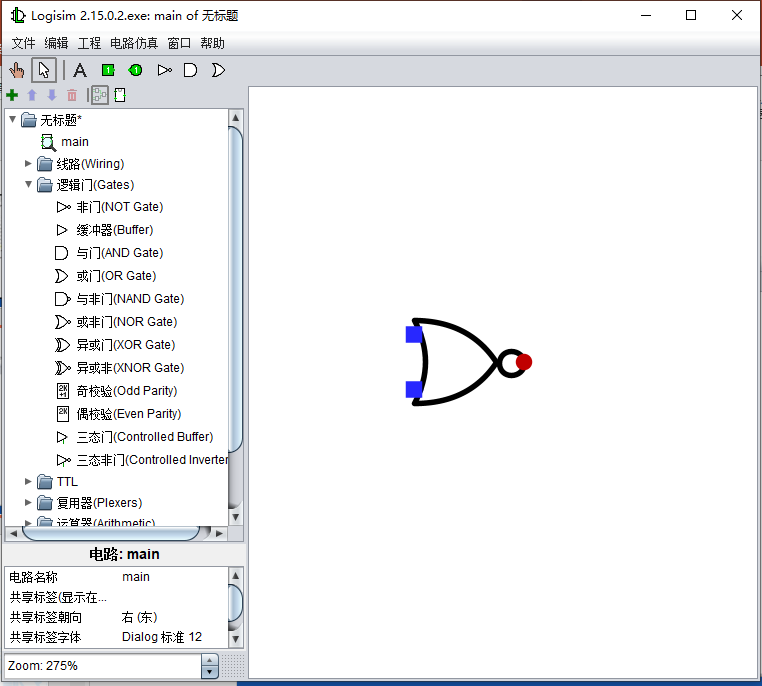 Logisim 2.15.0.2.exe: main of 无标题
文件 编辑 工程 电路仿真 窗口 帮助
A 1 1
无标题*
main
线路(Wiring)
逻辑门(Gates)
非门(NOT Gate)
缓冲器(Buffer)
与门(AND Gate)
或门(OR Gate)
与非门(NAND Gate)
或非门(NOR Gate)
异或门(XOR Gate)
异或非(XNOR Gate)
2K +1 奇校验(Odd Parity)
2K 偶校验(Even Parity)
三态门(Controlled Buffer)
三态非门(Controlled Inverter
TTL
复用器(Plexers)
运算器(Arithmetic)
电路: main
电路名称 main
共享标签(显示在...
共享标签朝向 右 (东)
共享标签字体 Dialog 标准 12
Zoom: 275%